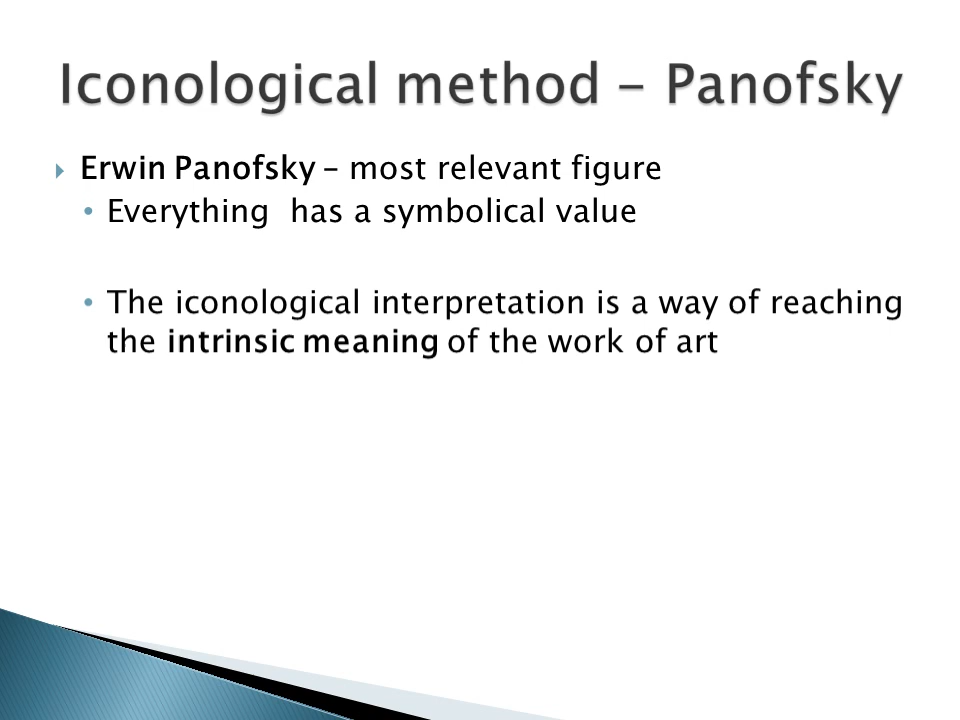 Iconological method - Panofsky
Erwin Panofsky – most relevant figure
Everything  has a symbolical value
The iconological interpretation is a way of reaching
the intrinsic meaning of the work of art